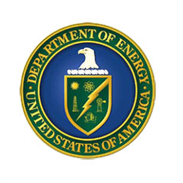 DEPARTMENT OF ENERGY
UNITED STATES OF AMERICA